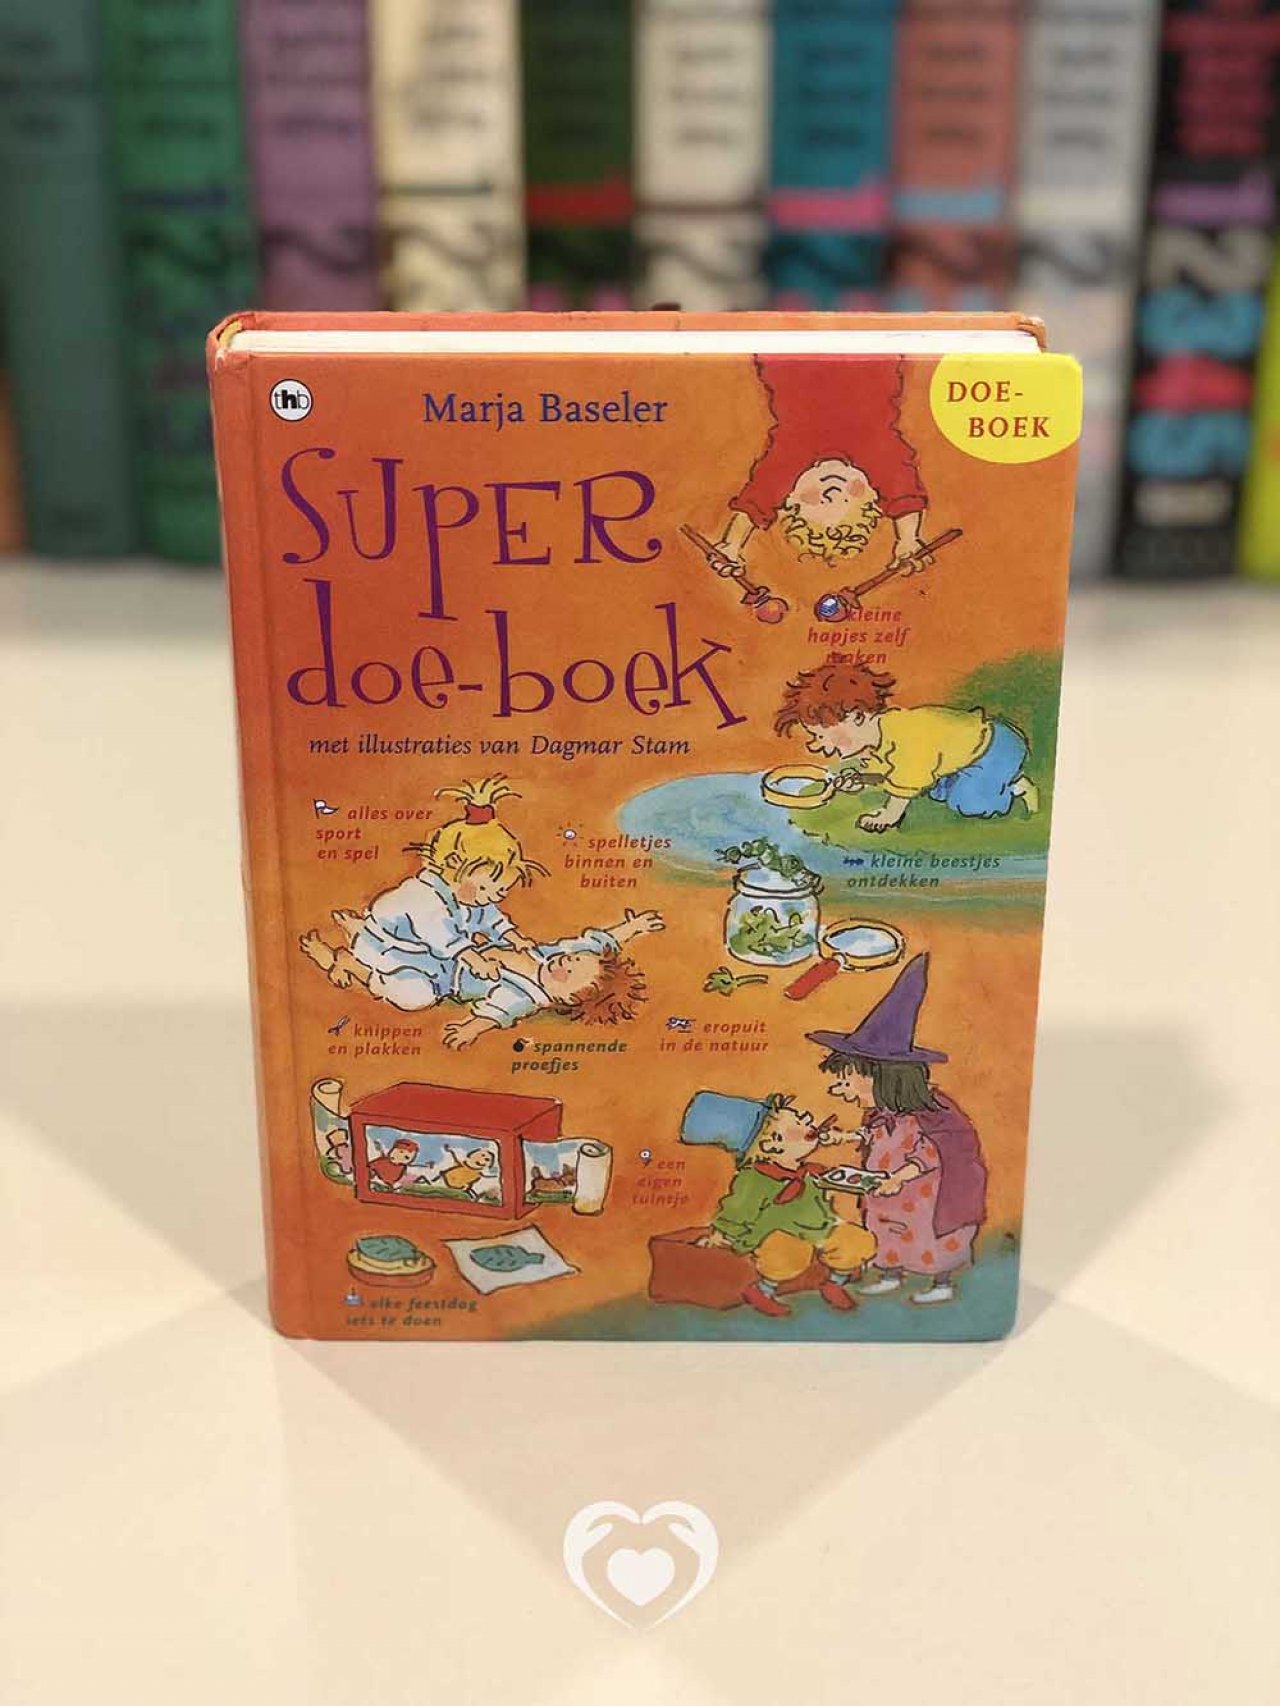 thb
Marja Baseler
DOE-
BOEK
SUPER
doe-boek
met illustraties van Dagmar Stam
kleine
hapjes zelf
maken
alles over
sport
en spel
spelletjes
binnen en
buiten
kleine beestjes
ontdekken
knippen
en plakken
spannende
proefjes
eropuit
in de natuur
een
eigen
tuintje
elke feestdag
iets te doen